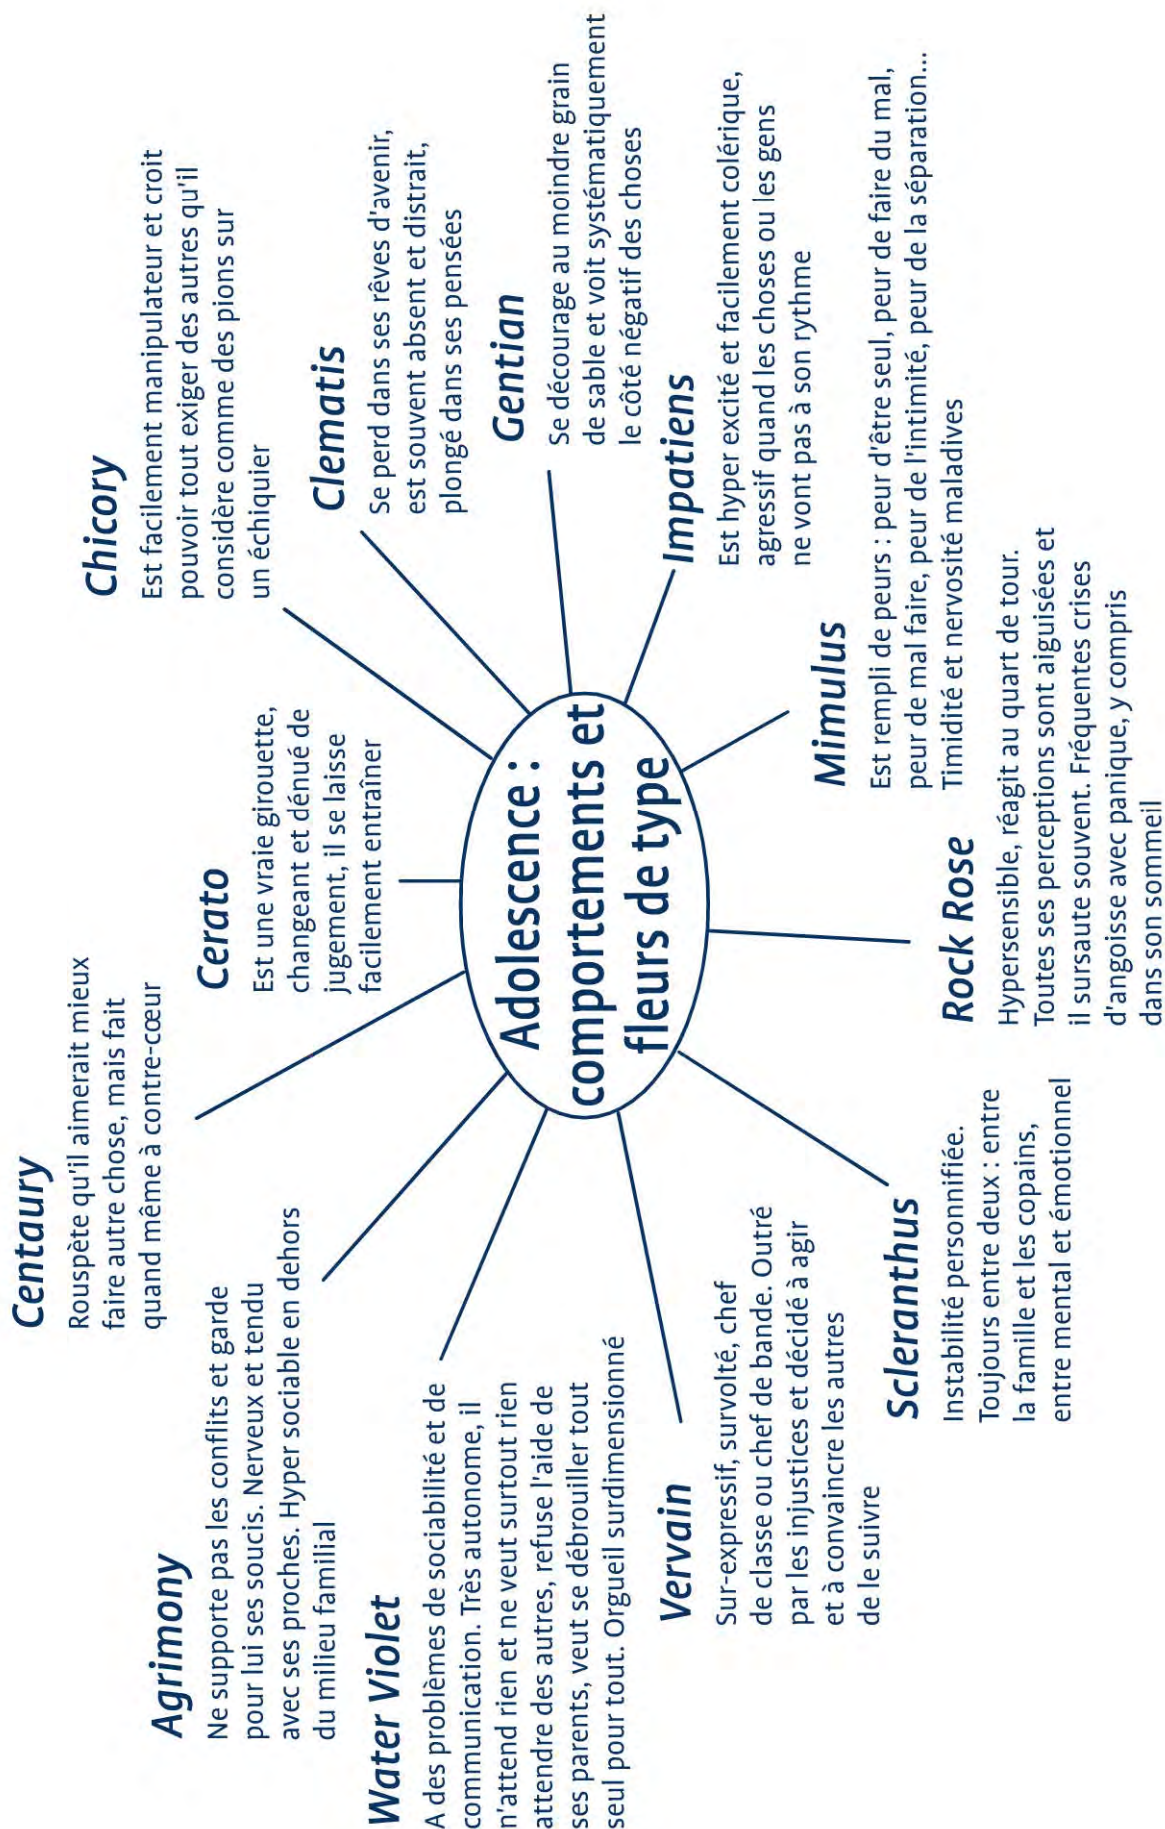 Centaury
Rouspète qu'il aimerait mieux
faire autre chose, mais fait
quand même à contre-cœur
Cerato
Est une vraie girouette,
changeant et dénué de
jugement, il se laisse
facilement entraîner
Chicory
Est facilement manipulateur et croit
pouvoir tout exiger des autres qu'il
considère comme des pions sur
un échiquier
Clematis
Se perd dans ses rêves d'avenir,
est souvent absent et distrait,
plongé dans ses pensées
Gentian
Se décourage au moindre grain
de sable et voit systématiquement
le côté négatif des choses
Impatiens
Est hyper excité et facilement colérique,
agressif quand les choses ou les gens
ne vont pas à son rythme
Mimulus
Est rempli de peurs : peur d'être seul, peur de faire du mal,
peur de mal faire, peur de l'intimité, peur de la séparation...
Timidité et nervosité maladives
Rock Rose
Hypersensible, réagit au quart de tour.
Toutes ses perceptions sont aiguisées et
il sursaute souvent. Fréquentes crises
d'angoisse avec panique, y compris
dans son sommeil
Scleranthus
Instabilité personnifiée.
Toujours entre deux : entre
la famille et les copains,
entre mental et émotionnel
Vervain
Sur-expressif, survolté, chef
de classe ou chef de bande. Outré
par les injustices et décidé à agir
et à convaincre les autres
de le suivre
Water Violet
A des problèmes de sociabilité et de
communication. Très autonome, il
n'attend rien et ne veut surtout rien
attendre des autres, refuse l'aide de
ses parents, veut se débrouiller tout
seul pour tout. Orgueil surdimensionné
Agrimony
Ne supporte pas les conflits et garde
pour lui ses soucis. Nerveux et tendu
avec ses proches. Hyper sociable en dehors
du milieu familial
Adolescence :
comportements et
fleurs de type